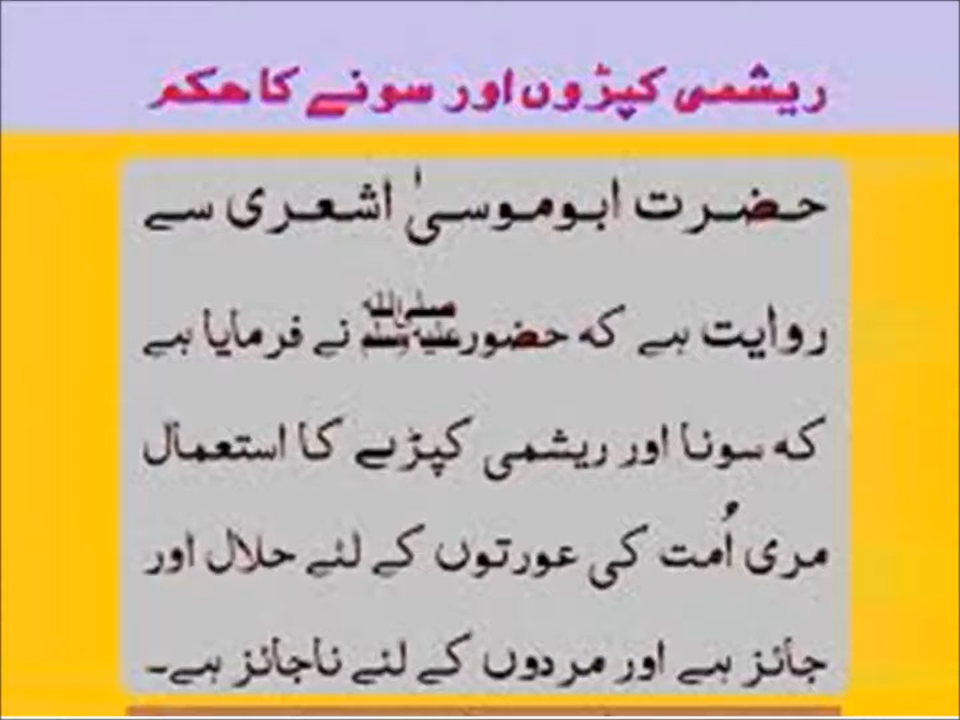 ریشمی کپڑوں اور سونے کا حکم
حضرت ابوموسیٰ اشعری سے
روایت ہے کہ حضورﷺ نے فرمایا ہے
کہ سونا اور ریشمی کپڑے کا استعمال
مری اُمت کی عورتوں کے لئے حلال اور
جائز ہے اور مردوں کے لئے ناجائز ہے۔